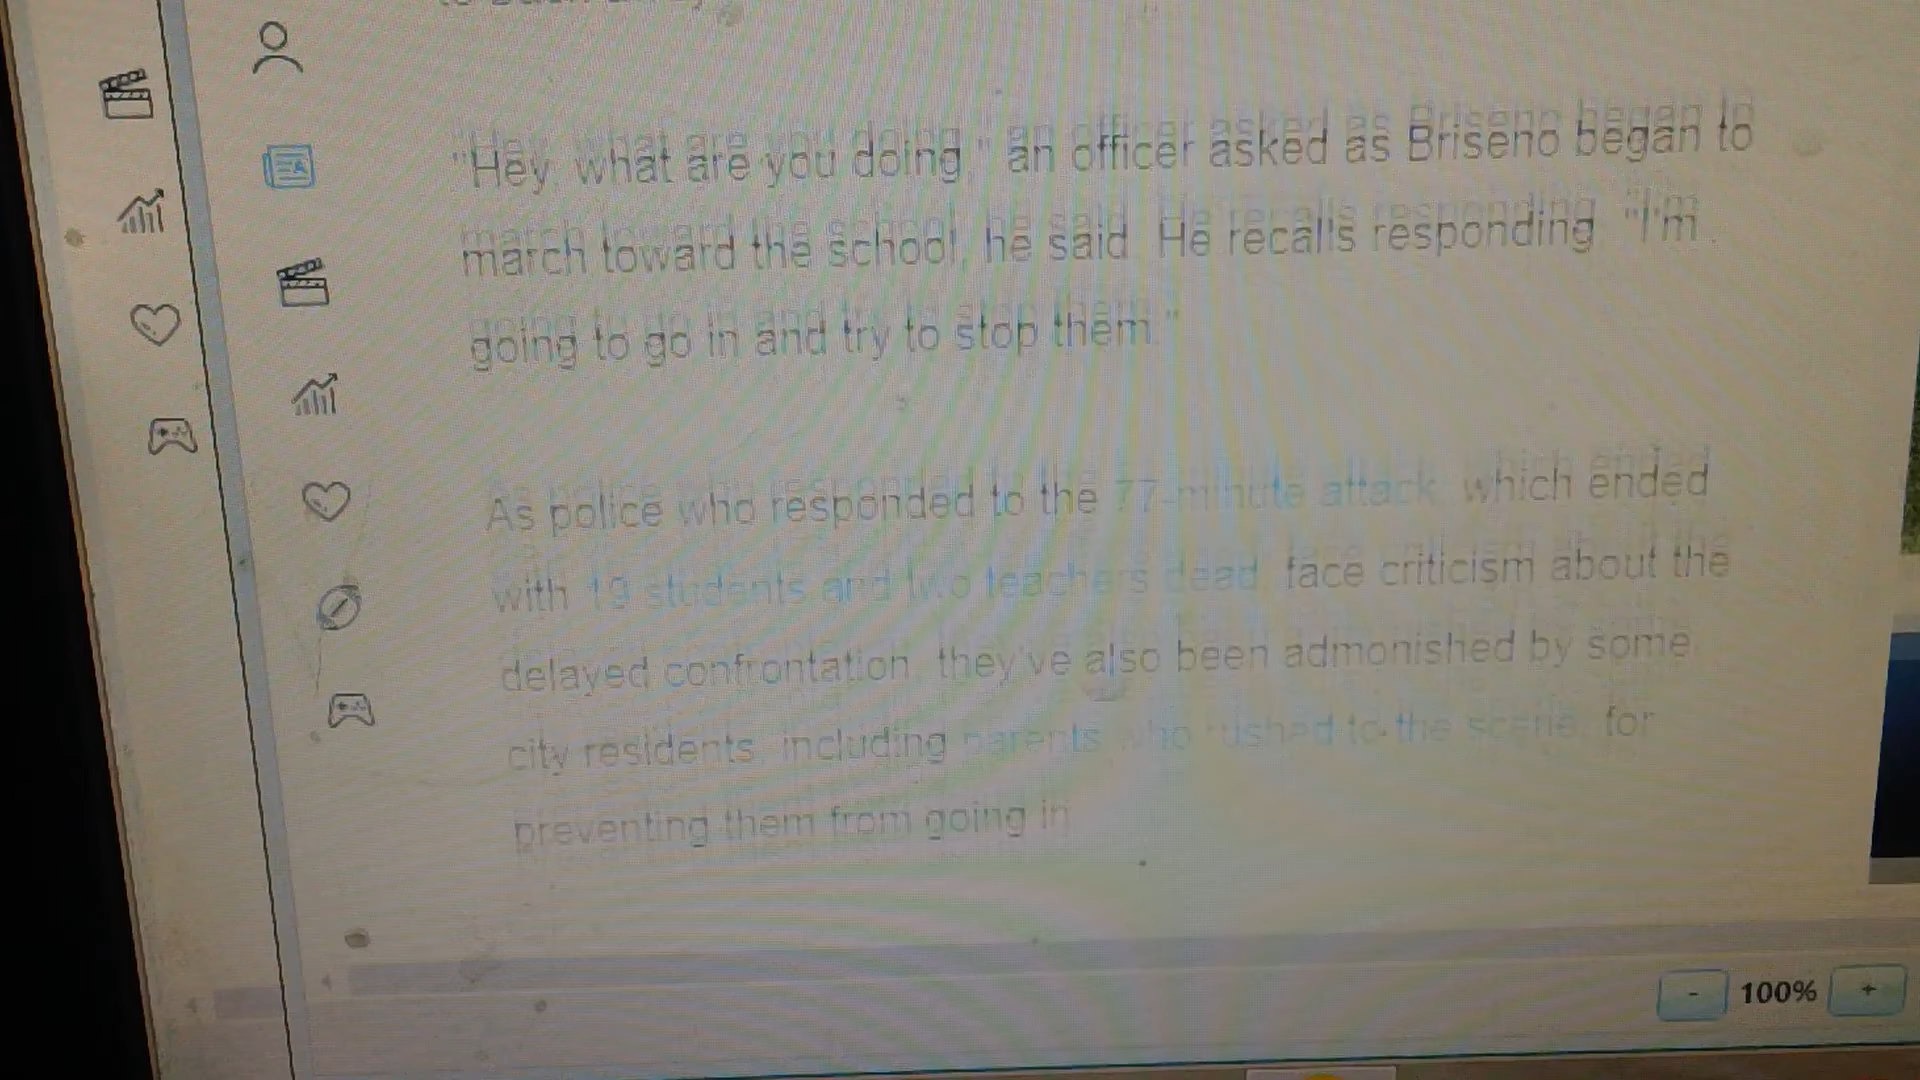 "Hey, what are you doing," an officer asked as Briseno began to
march toward the school, he said. He recalls responding, "I'm
going to go in and try to stop them."
As police who responded to the 77-minute attack, which ended
with 19 students and two teachers dead, face criticism about the
delayed confrontation, they've also been admonished by some
city residents, including parents who rushed to the scene, for
preventing them from going in.
- 100% +